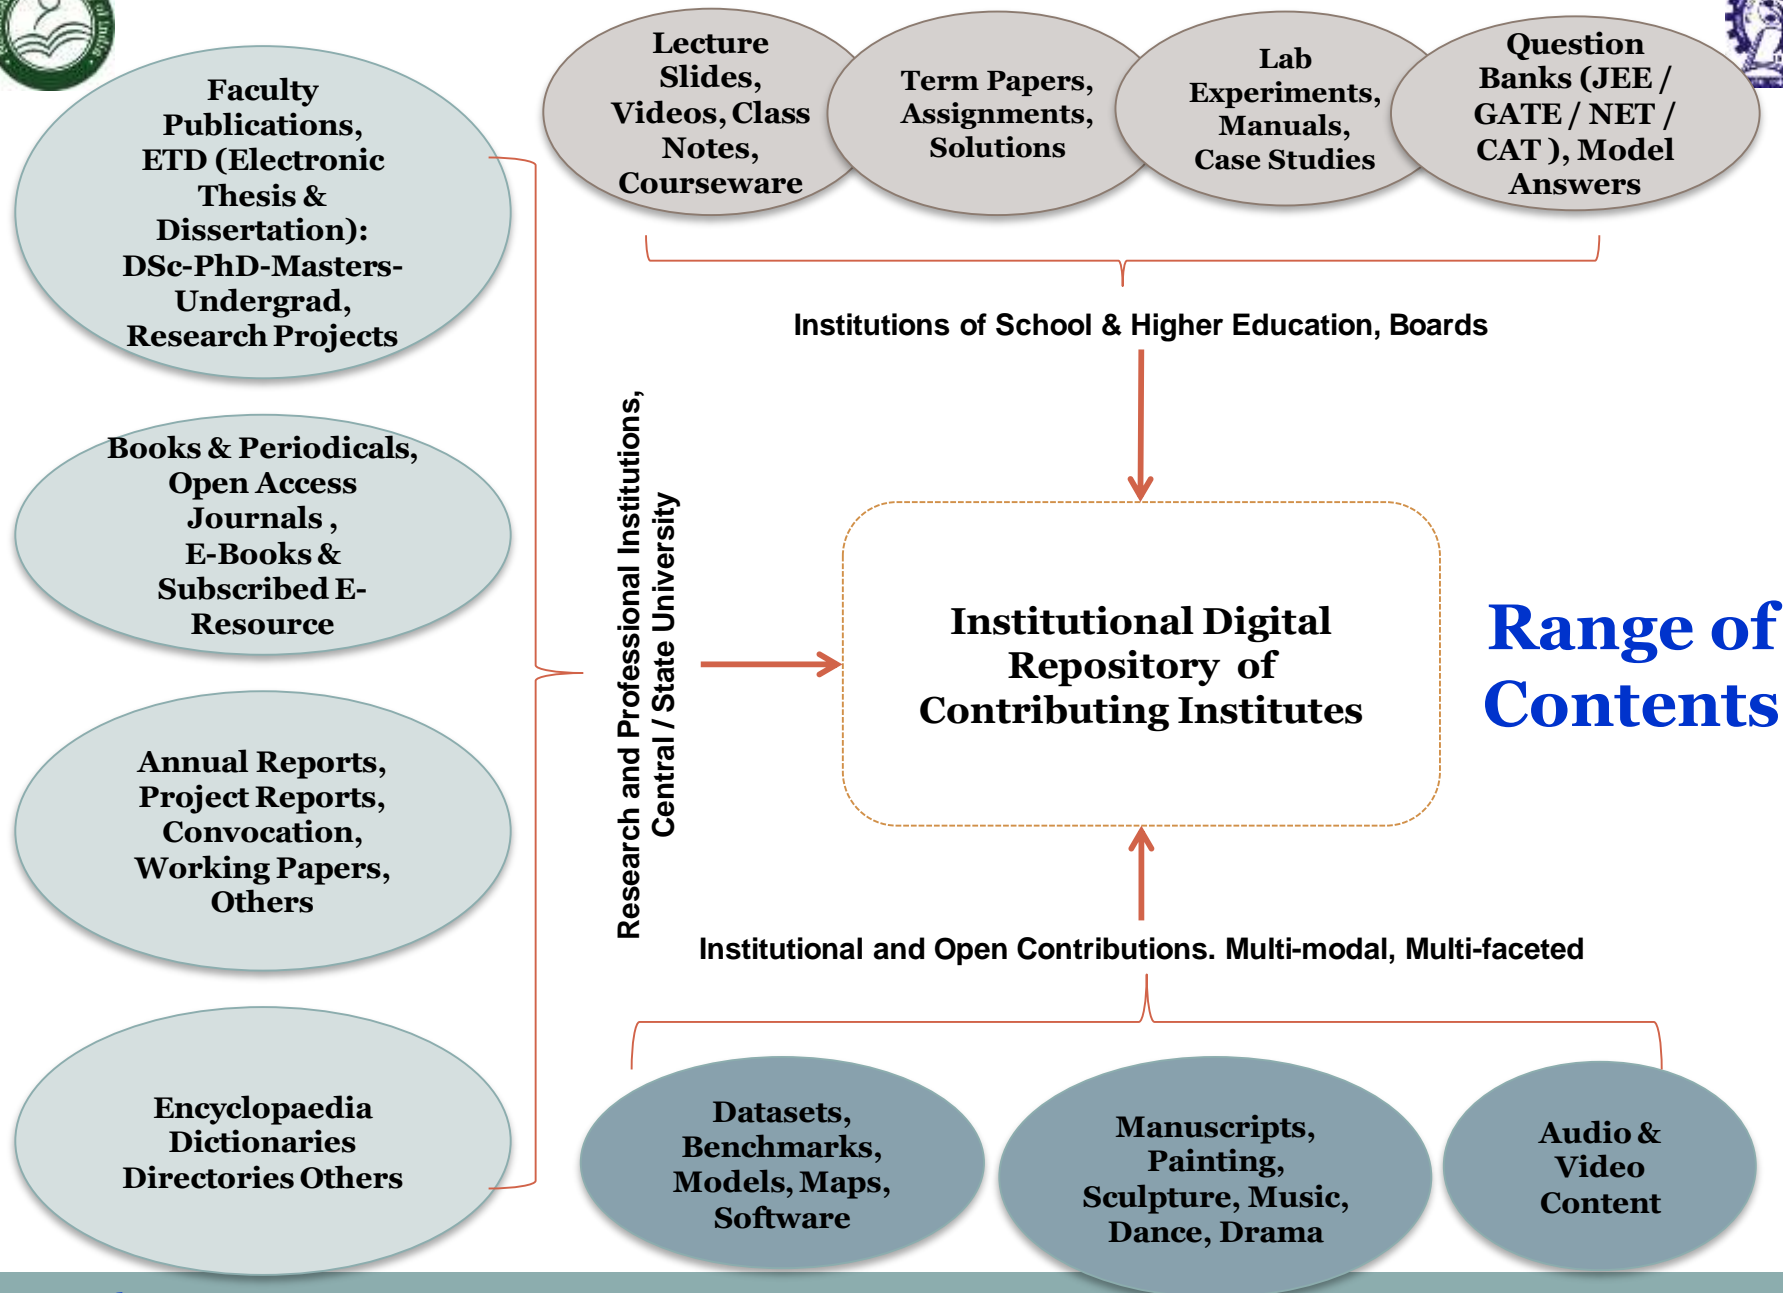 Faculty
Publications,
ETD (Electronic
Thesis &
Dissertation):
DSc-PhD-Masters-
Undergrad,
Research Projects
Books & Periodicals,
Open Access
Journals ,
E-Books &
Subscribed E-
Resource
Annual Reports,
Project Reports,
Convocation,
Working Papers,
Others
Encyclopaedia
Dictionaries
Directories Others
Lecture
Slides,
Videos, Class
Notes,
Courseware
Term Papers,
Assignments,
Solutions
Lab
Experiments,
Manuals,
Case Studies
Question
Banks (JEE /
GATE / NET /
CAT ), Model
Answers
Institutions of School & Higher Education, Boards
Research and Professional Institutions,
Central / State University
Institutional Digital
Repository of
Contributing Institutes
Range of
Contents
Institutional and Open Contributions. Multi-modal, Multi-faceted
Datasets,
Benchmarks,
Models, Maps,
Software
Manuscripts,
Painting,
Sculpture, Music,
Dance, Drama
Audio &
Video
Content
of India